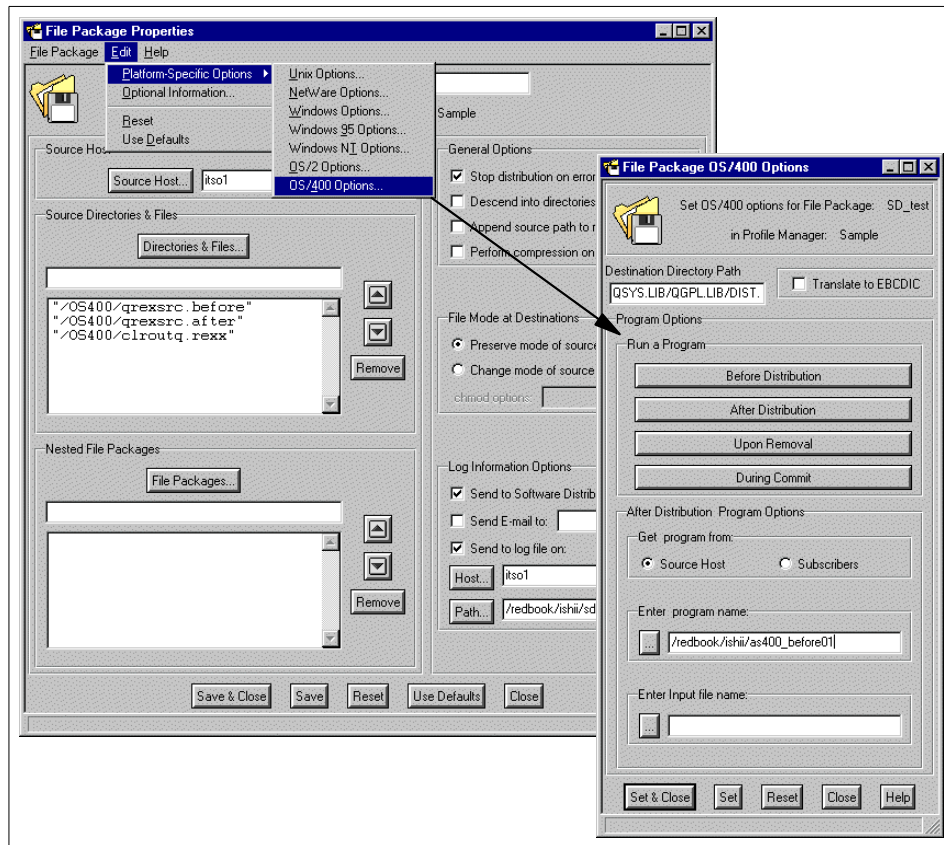 File Package Properties
File Package Edit Help
Platform-Specific Options
Optional Information...
Reset
Use Defaults
Unix Options...
NetWare Options...
Windows Options...
Windows 95 Options...
Windows NT Options...
OS/2 Options...
OS/400 Options...
Sample
Source Hos
Source Host... itso1
Source Directories & Files
Directories & Files...
"/OS400/qrexsrc.before"
"/OS400/qrexsrc.after"
"/OS400/clroutq.rexx"
Remove
Nested File Packages
File Packages...
Remove
General Options
Stop distribution on error
Descend into directories
Append source path to
Perform compression on
File Mode at Destinations
Preserve mode of source
Change mode of source
chmod options:
Log Information Options
Send to Software Distrib
Send E-mail to:
Send to log file on:
Host... itso1
Path... /redbook/ishii/sd
Save & Close Save Reset Use Defaults Close
File Package OS/400 Options
Set OS/400 options for File Package: SD_test
in Profile Manager: Sample
Destination Directory Path
QSYS.LIB/QGPL.LIB/DIST.
Translate to EBCDIC
Program Options
Run a Program
Before Distribution
After Distribution
Upon Removal
During Commit
After Distribution Program Options
Get program from:
Source Host Subscribers
Enter program name:
... /redbook/ishii/as400_before01
Enter Input file name:
...
Set & Close Set Reset Close Help